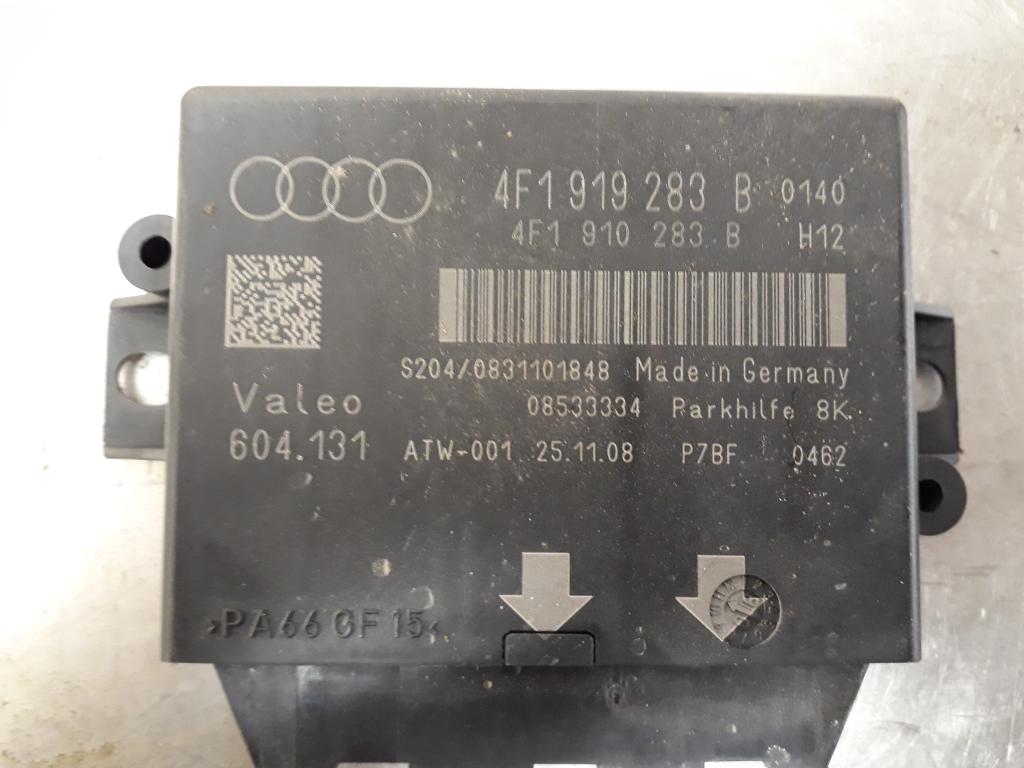 4F1 919 283 B 0140
4F1 910 283 B H12
S204/0831101848 Made in Germany
Valeo 08533334 Parkhilfe 8K
604.131 ATW-001 25.11.08 P7BF 0462
>PA66 GF15<